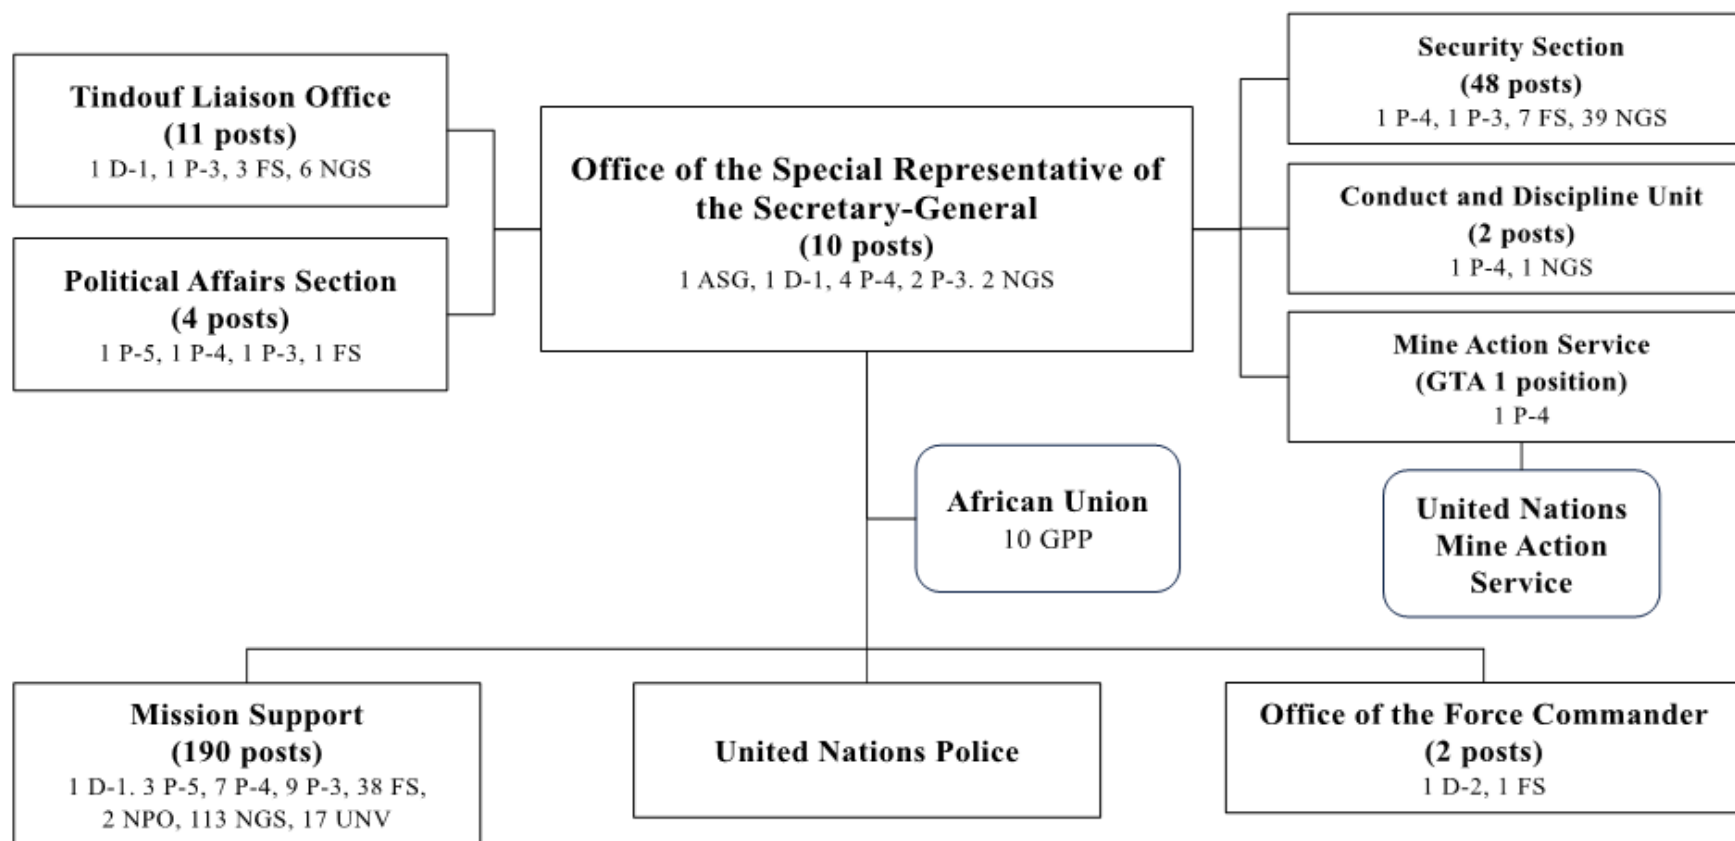 Tindouf Liaison Office
(11 posts)
1 D-1, 1 P-3, 3 FS, 6 NGS
Political Affairs Section
(4 posts)
1 P-5, 1 P-4, 1 P-3, 1 FS
Office of the Special Representative of
the Secretary-General
(10 posts)
1 ASG, 1 D-1, 4 P-4, 2 P-3. 2 NGS
Security Section
(48 posts)
1 P-4, 1 P-3, 7 FS, 39 NGS
Conduct and Discipline Unit
(2 posts)
1 P-4, 1 NGS
Mine Action Service
(GTA 1 position)
1 P-4
African Union
10 GPP
United Nations
Mine Action
Service
Mission Support
(190 posts)
1 D-1. 3 P-5, 7 P-4, 9 P-3, 38 FS,
2 NPO, 113 NGS, 17 UNV
United Nations Police
Office of the Force Commander
(2 posts)
1 D-2, 1 FS